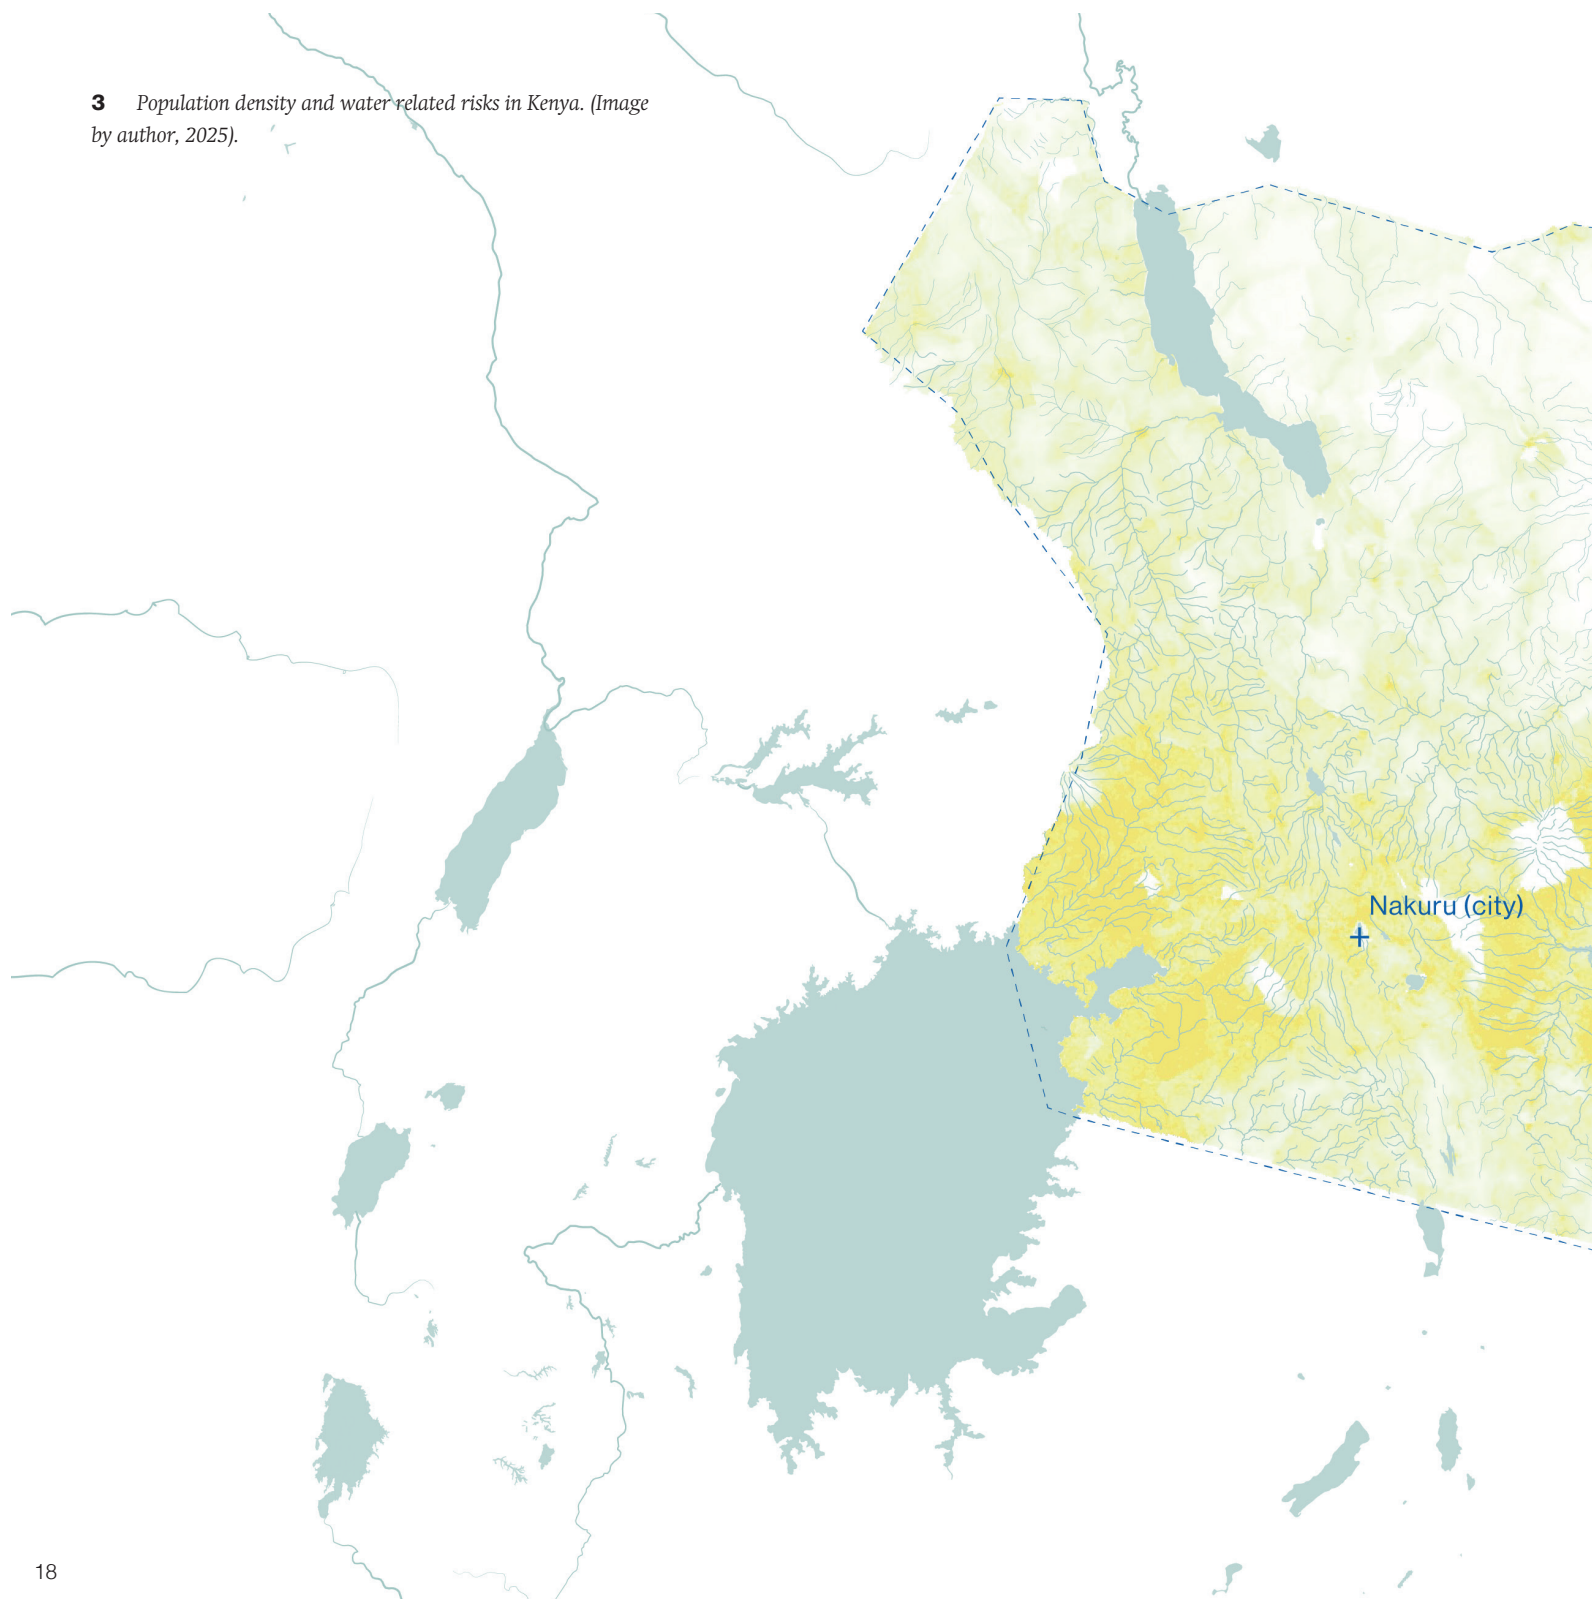 3 Population density and water related risks in Kenya. (Image
by author, 2025).
Nakuru (city)
18